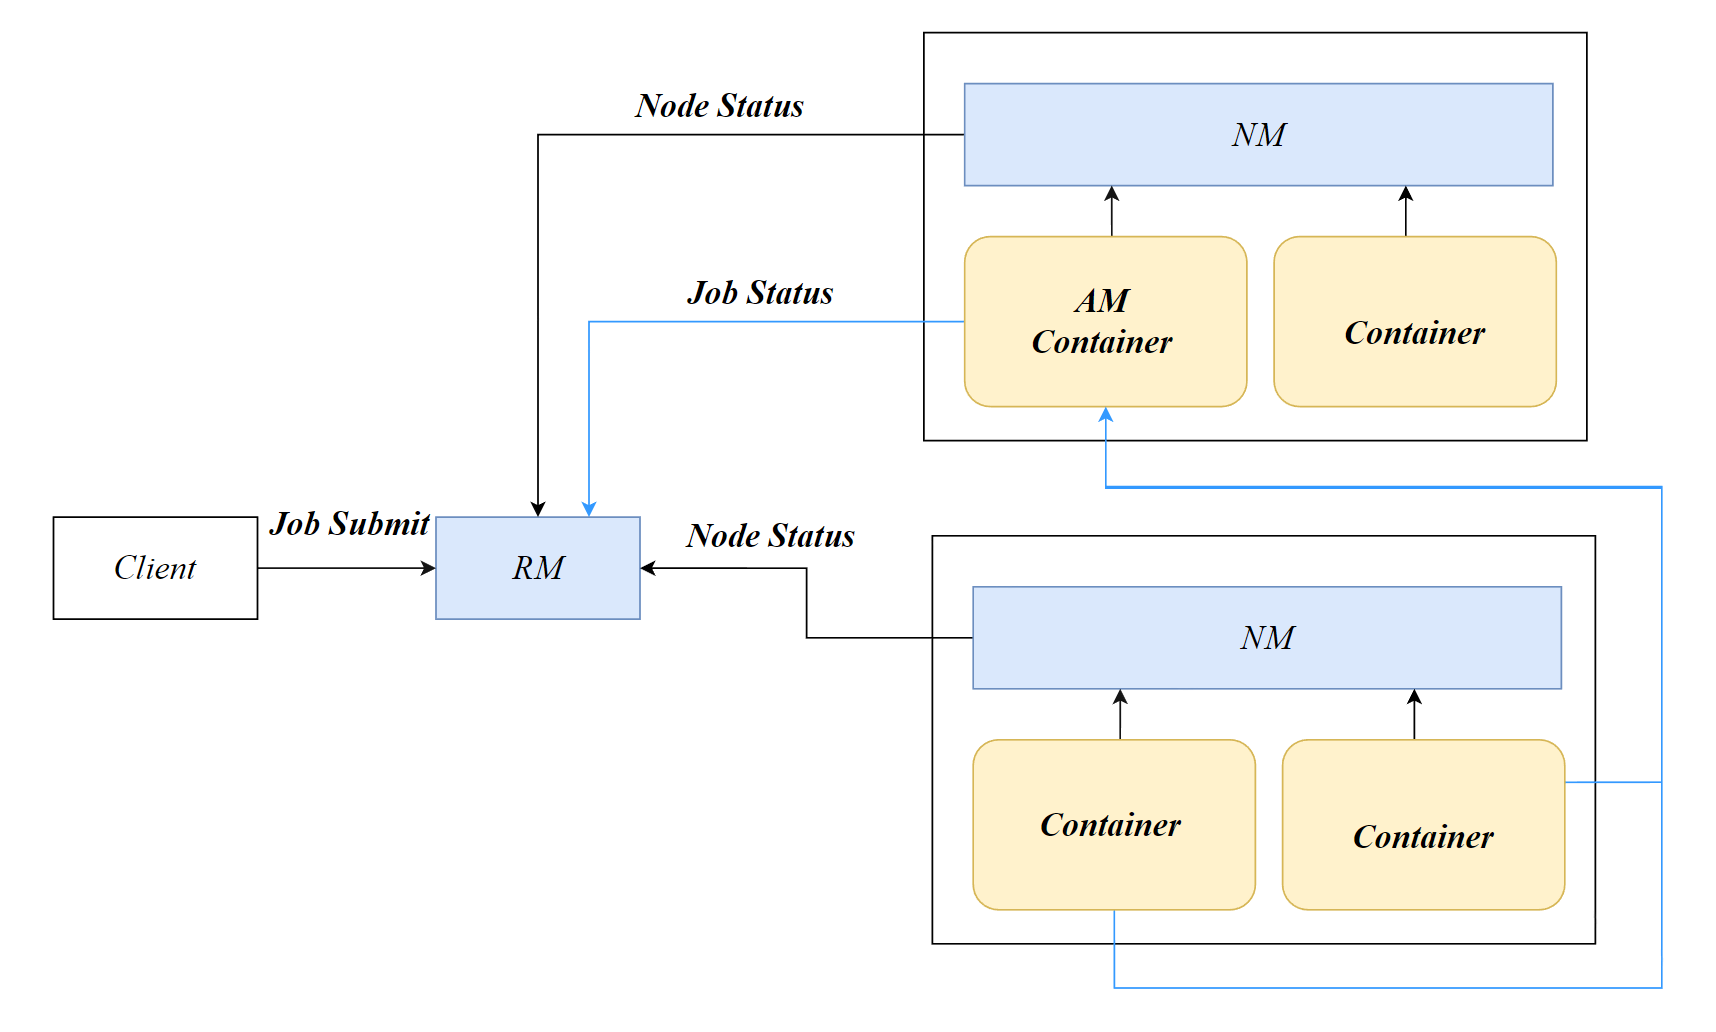 Node Status
NM
Job Status
AM
Container
Container
Client
Job Submit
RM
Node Status
NM
Container
Container